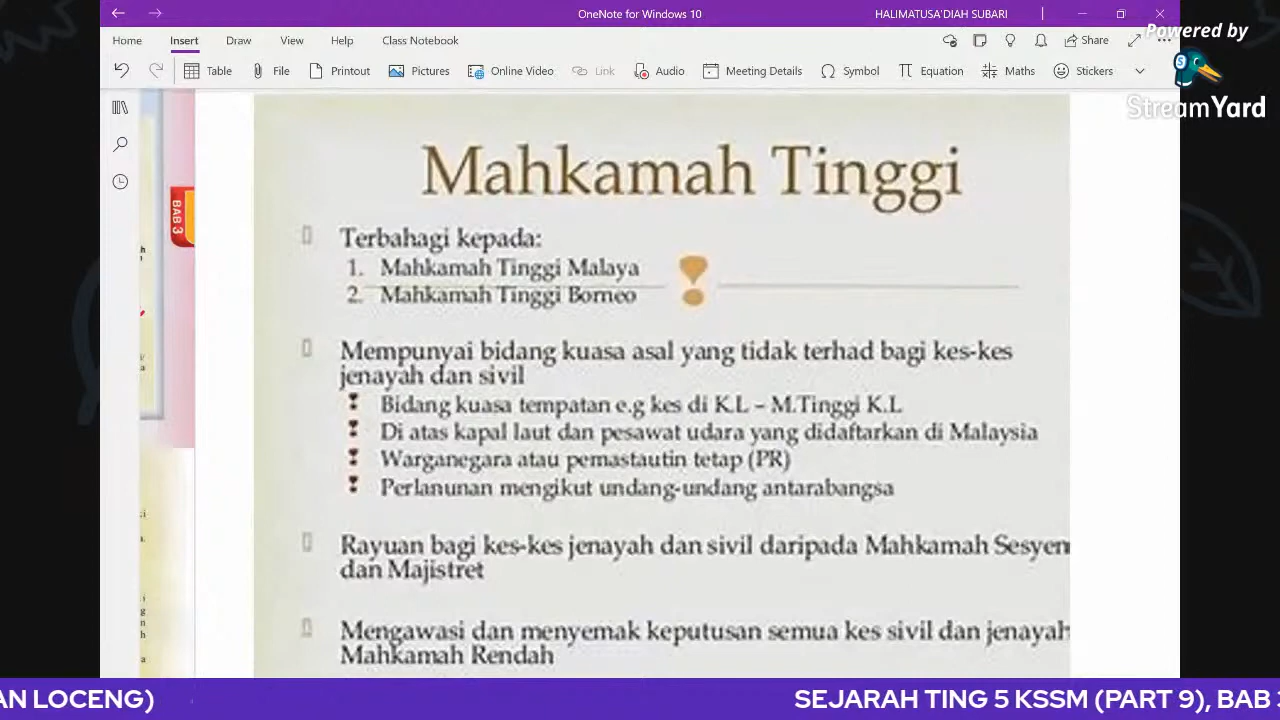 OneNote for Windows 10
HALIMATUSA'DIAH SUBARI
Powered by
StreamYard
Home Insert Draw View Help Class Notebook Share
Table File Printout Pictures Online Video Link Audio Meeting Details Symbol Equation Maths Stickers
BAB 3
Mahkamah Tinggi
Terbahagi kepada:
1. Mahkamah Tinggi Malaya
2. Mahkamah Tinggi Borneo
Mempunyai bidang kuasa asal yang tidak terhad bagi kes-kes
jenayah dan sivil
Bidang kuasa tempatan e.g kes di K.L – M.Tinggi K.L
Di atas kapal laut dan pesawat udara yang didaftarkan di Malaysia
Warganegara atau pemastautin tetap (PR)
Perlanunan mengikut undang-undang antarabangsa
Rayuan bagi kes-kes jenayah dan sivil daripada Mahkamah Sesyen
dan Majistret
Mengawasi dan menyemak keputusan semua kes sivil dan jenayah
Mahkamah Rendah
AN LOCENG)
SEJARAH TING 5 KSSM (PART 9), BAB 3